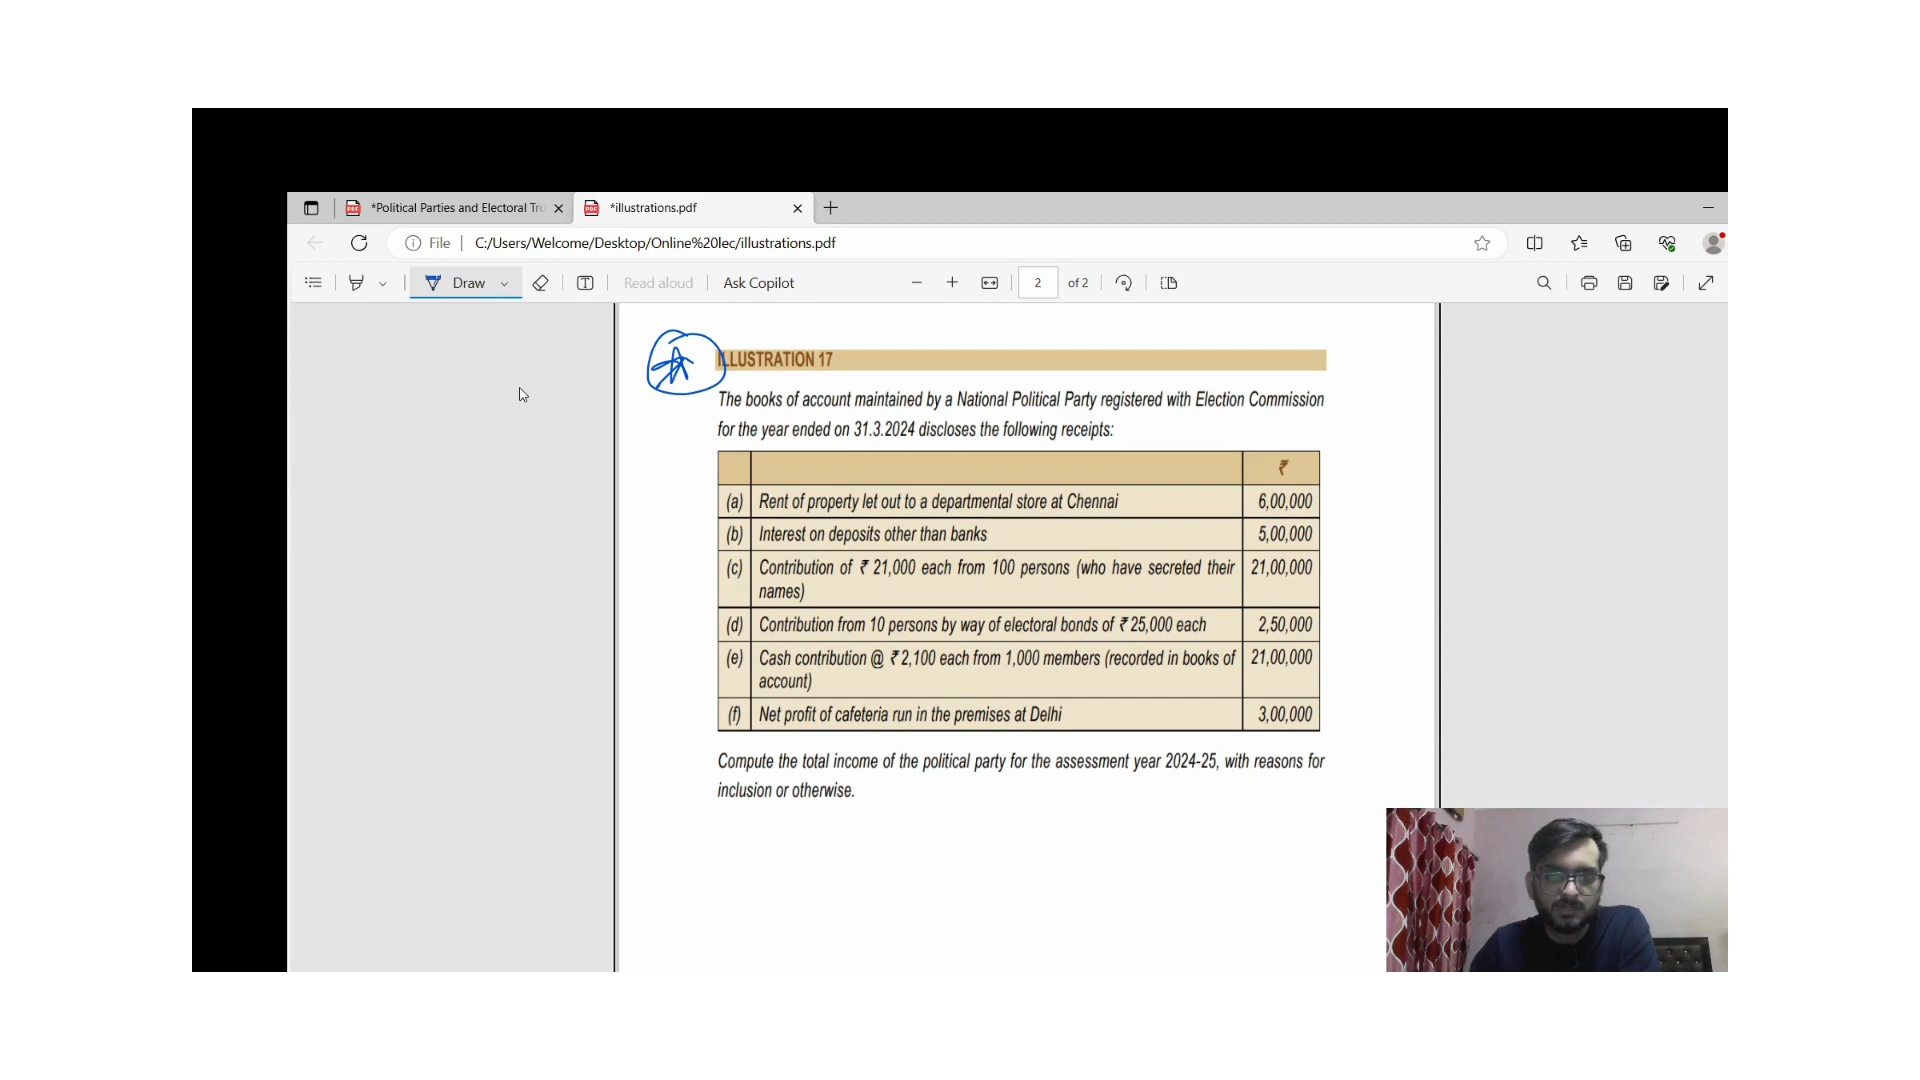 *Political Parties and Electoral Tru
*illustrations.pdf
File | C:/Users/Welcome/Desktop/Online%20lec/illustrations.pdf
Draw Read aloud Ask Copilot 2 of 2
ILLUSTRATION 17
The books of account maintained by a National Political Party registered with Election Commission
for the year ended on 31.3.2024 discloses the following receipts:
₹
(a) Rent of property let out to a departmental store at Chennai 6,00,000
(b) Interest on deposits other than banks 5,00,000
(c) Contribution of ₹ 21,000 each from 100 persons (who have secreted their 21,00,000
names)
(d) Contribution from 10 persons by way of electoral bonds of ₹ 25,000 each 2,50,000
(e) Cash contribution @ ₹ 2,100 each from 1,000 members (recorded in books of 21,00,000
account)
(f) Net profit of cafeteria run in the premises at Delhi 3,00,000
Compute the total income of the political party for the assessment year 2024-25, with reasons for
inclusion or otherwise.